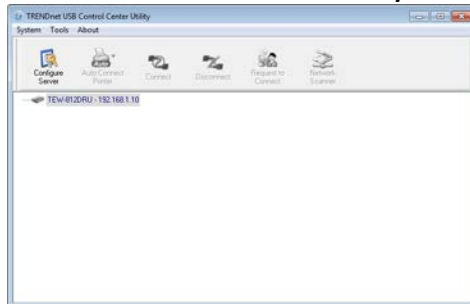 TRENDnet USB Control Center Utility
System Tools About
Configure Server
Auto-Connect Printer
Connect
Disconnect
Request to Connect
Network Scanner
TEW-812DRU - 192.168.1.10